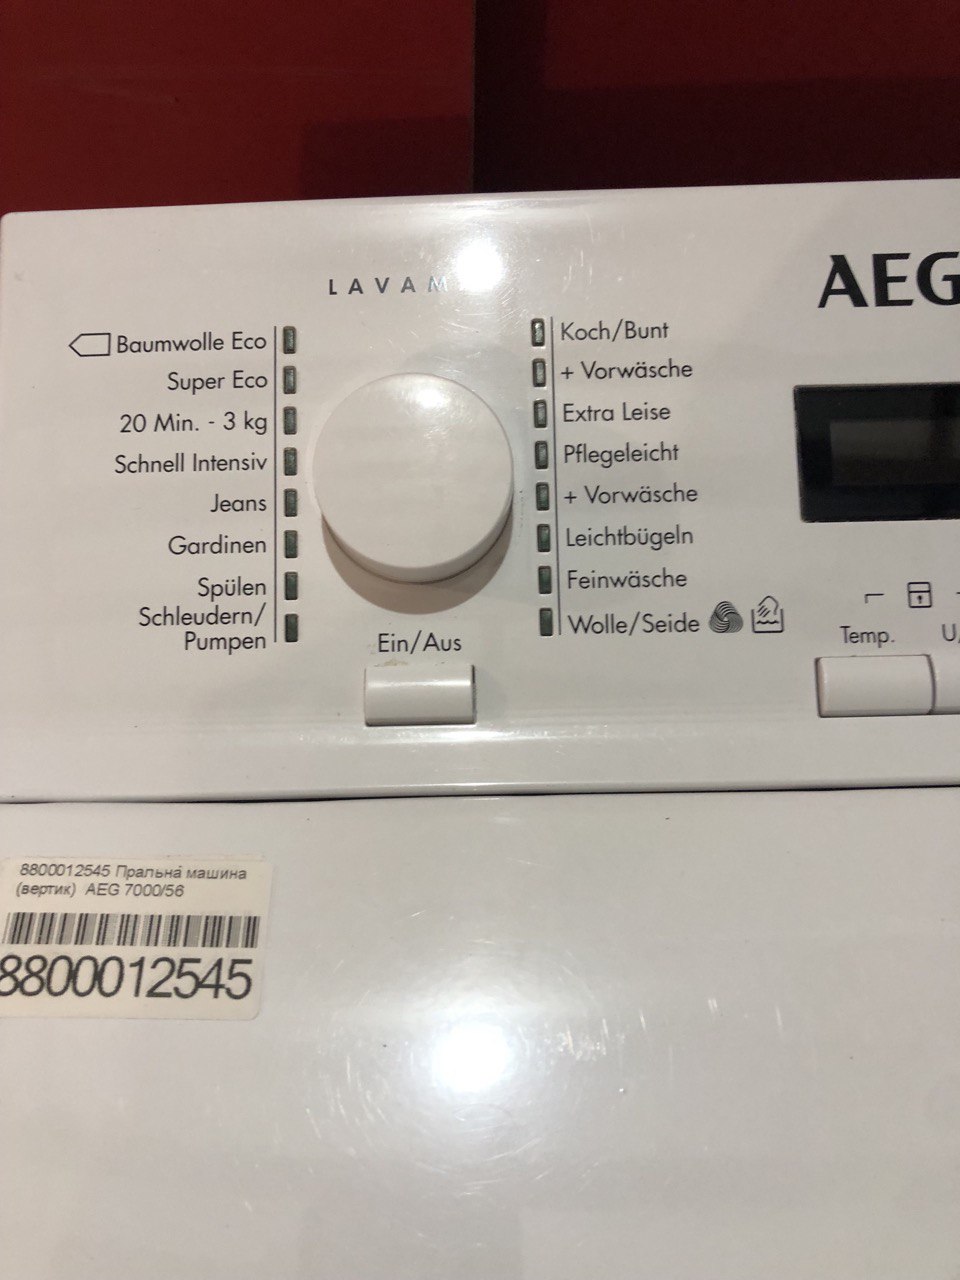 LAVAM
AEG
Baumwolle Eco
Super Eco
20 Min. - 3 kg
Schnell Intensiv
Jeans
Gardinen
Spülen
Schleudern/
Pumpen
Koch/Bunt
+ Vorwäsche
Extra Leise
Pflegeleicht
+ Vorwäsche
Leichtbügeln
Feinwäsche
Wolle/Seide
Ein/Aus
Temp.
U/
8800012545 Пральна машина
(вертик) AEG 7000/56
8800012545